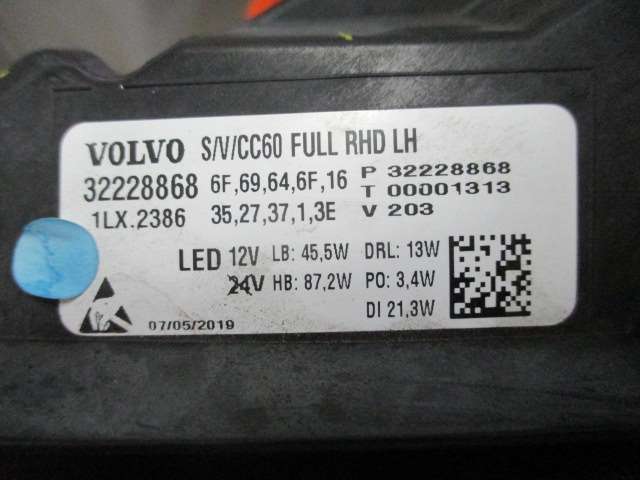 VOLVO S/V/CC60 FULL RHD LH
32228868 6F,69,64,6F,16 P 32228868
T 00001313
1LX.2386 35,27,37,1,3E V 203
LED 12V LB: 45,5W DRL: 13W
24V HB: 87,2W PO: 3,4W
DI 21,3W
07/05/2019